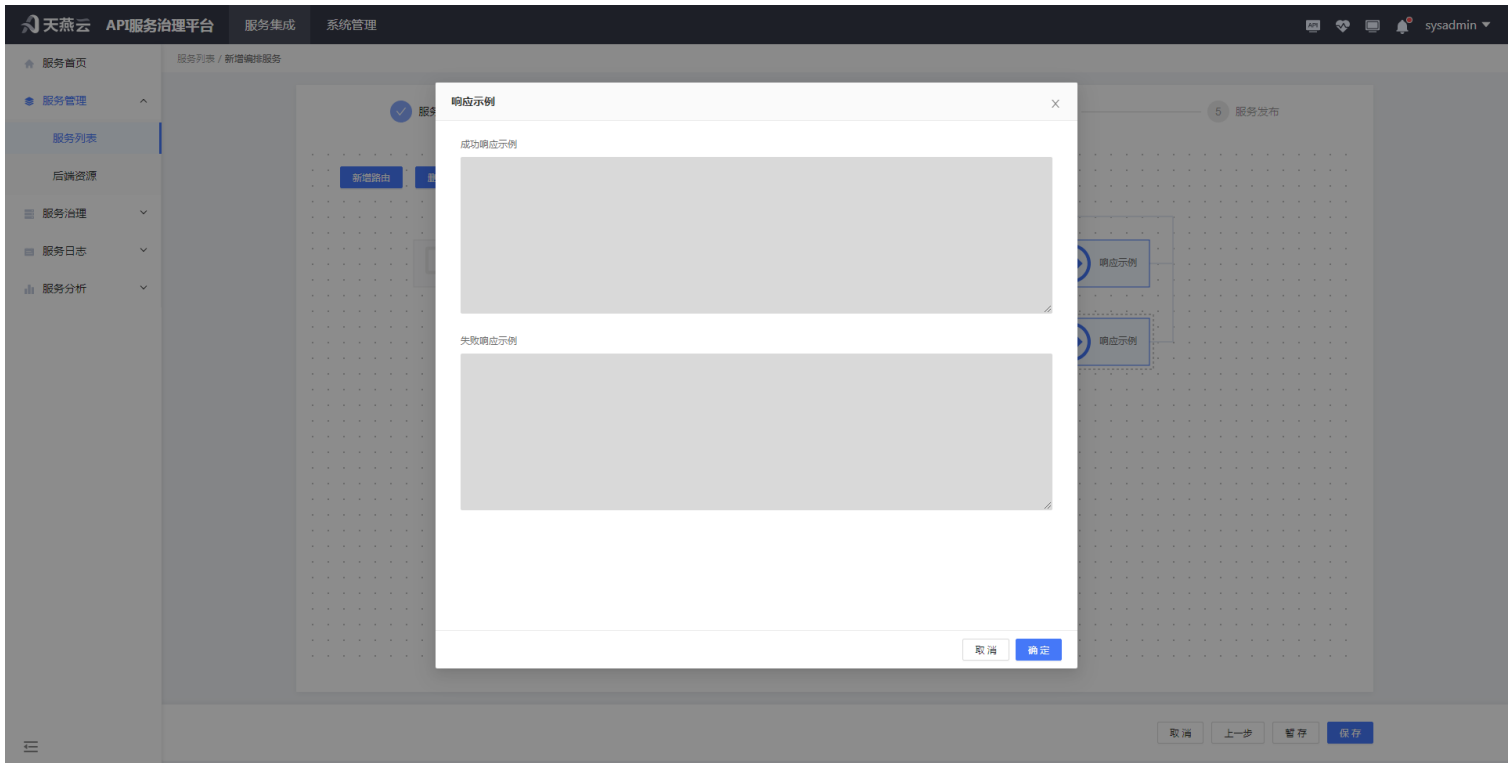 天燕云 API服务治理平台 服务集成 系统管理 API sysadmin
服务首页
服务管理
服务列表
后端资源
服务治理
服务日志
服务分析
服务列表 / 新增编排服务
服务
5 服务发布
新增路由
响应示例
响应示例
响应示例
成功响应示例
失败响应示例
取消 确定
取消 上一步 暂存 保存